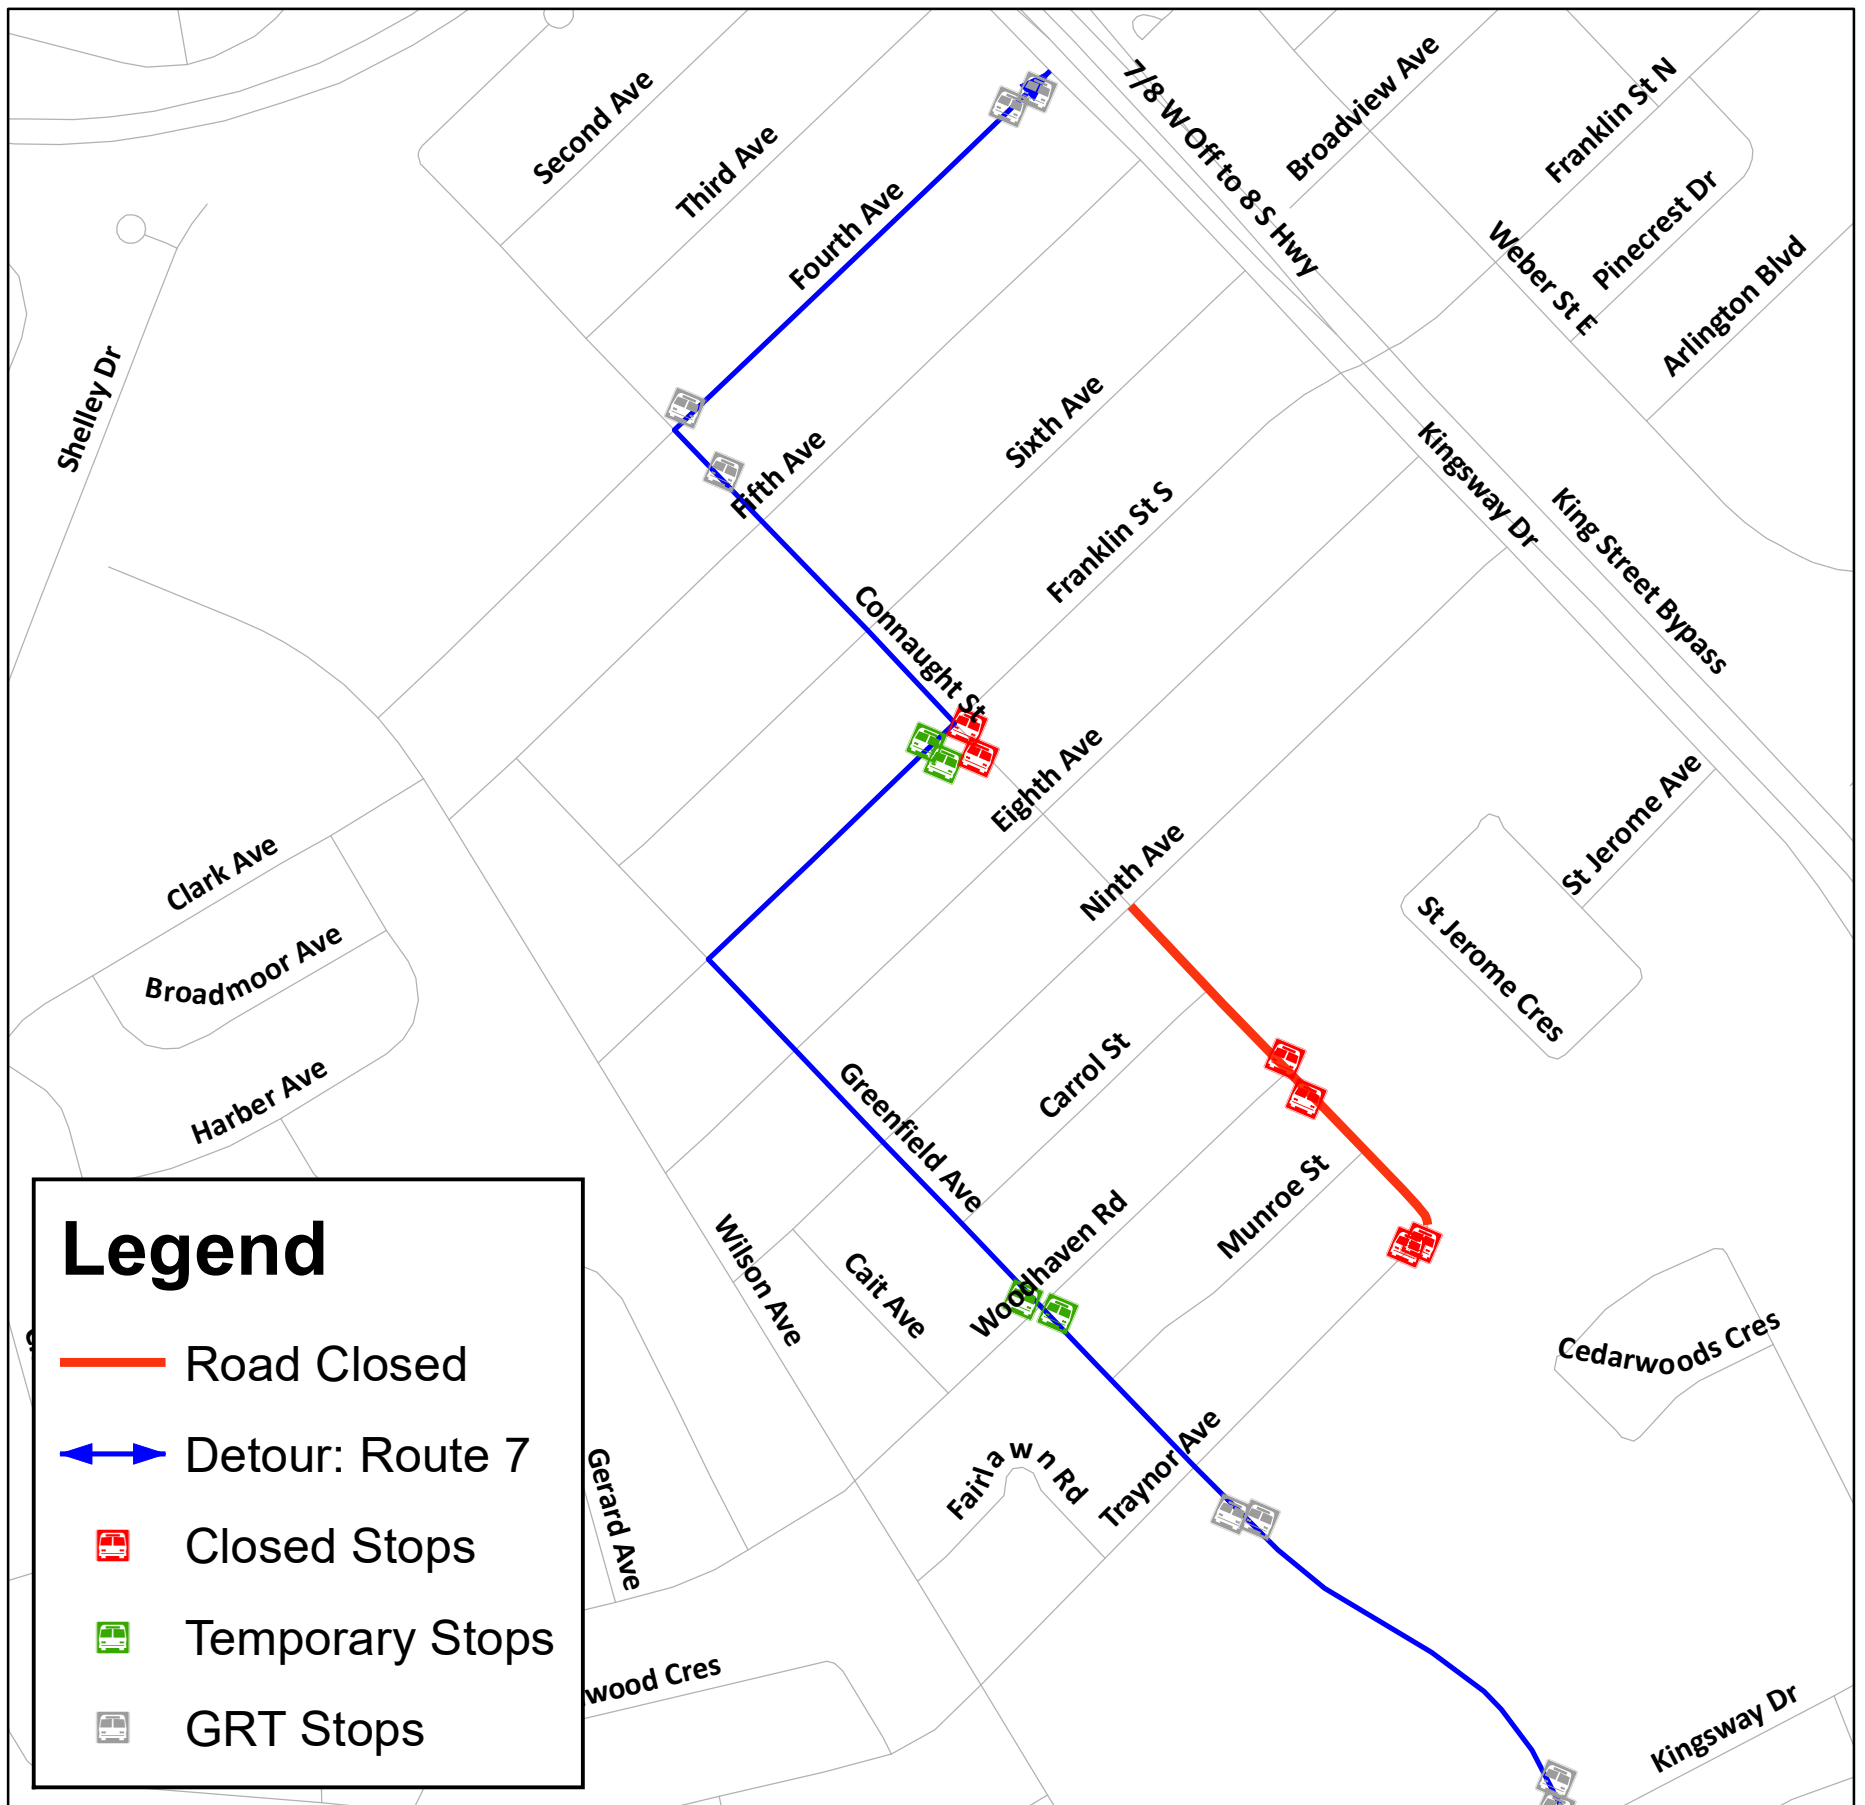 Second Ave
Third Ave
Fourth Ave
7/8 W Off to 8 S Hwy
Broadview Ave
Franklin St N
Pinecrest Dr
Weber St E
Arlington Blvd
Shelley Dr
Fifth Ave
Sixth Ave
Franklin St S
Kingsway Dr
King Street Bypass
Connaught St
Eighth Ave
Ninth Ave
St Jerome Ave
St Jerome Cres
Clark Ave
Broadmoor Ave
Harber Ave
Carrol St
Greenfield Ave
Munroe St
Woodhaven Rd
Wilson Ave
Cait Ave
Cedarwoods Cres
Fairlawn Rd
Traynor Ave
Gerard Ave
wood Cres
Kingsway Dr
Legend
Road Closed
Detour: Route 7
Closed Stops
Temporary Stops
GRT Stops